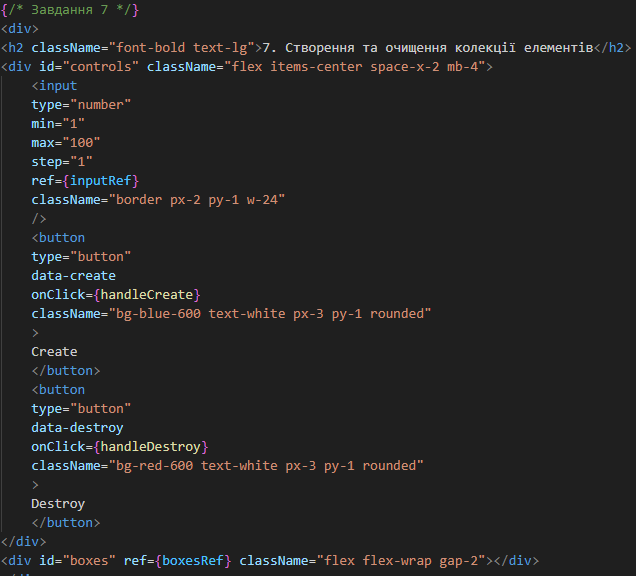 {/* Завдання 7 */}
<div>
<h2 className="font-bold text-lg">7. Створення та очищення колекції елементів</h2>
<div id="controls" className="flex items-center space-x-2 mb-4">
<input
type="number"
min="1"
max="100"
step="1"
ref={inputRef}
className="border px-2 py-1 w-24"
/>
<button
type="button"
data-create
onClick={handleCreate}
className="bg-blue-600 text-white px-3 py-1 rounded"
>
Create
</button>
<button
type="button"
data-destroy
onClick={handleDestroy}
className="bg-red-600 text-white px-3 py-1 rounded"
>
Destroy
</button>
</div>
<div id="boxes" ref={boxesRef} className="flex flex-wrap gap-2"></div>